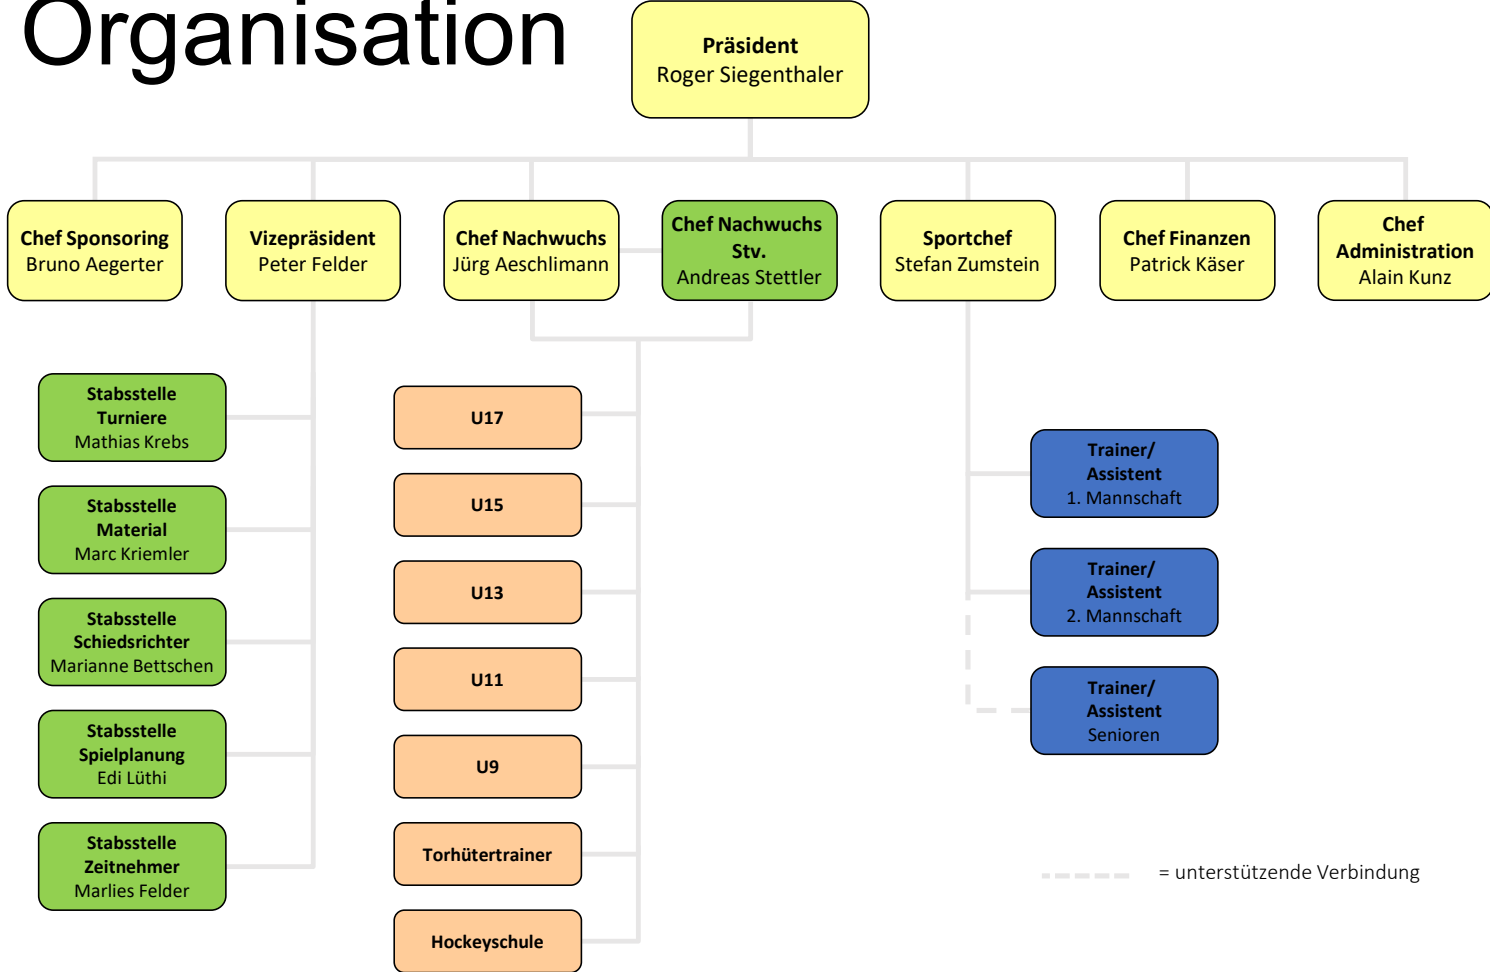 Organisation
Präsident
Roger Siegenthaler
Chef Sponsoring
Bruno Aegerter
Vizepräsident
Peter Felder
Chef Nachwuchs
Jürg Aeschlimann
Chef Nachwuchs
Stv.
Andreas Stettler
Sportchef
Stefan Zumstein
Chef Finanzen
Patrick Käser
Chef
Administration
Alain Kunz
Stabsstelle
Turniere
Mathias Krebs
Stabsstelle
Material
Marc Kriemler
Stabsstelle
Schiedsrichter
Marianne Bettschen
Stabsstelle
Spielplanung
Edi Lüthi
Stabsstelle
Zeitnehmer
Marlies Felder
U17
U15
U13
U11
U9
Torhütertrainer
Hockeyschule
Trainer/
Assistent
1. Mannschaft
Trainer/
Assistent
2. Mannschaft
Trainer/
Assistent
Senioren
= unterstützende Verbindung